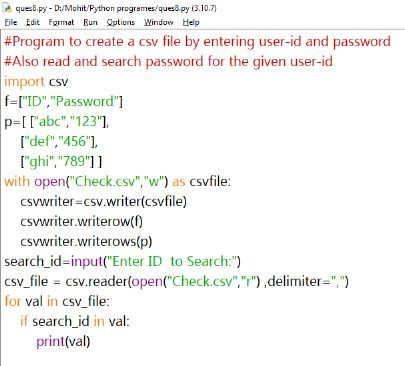 ques8.py - D:/Mohit/Python programes/ques8.py (3.10.7)
File Edit Format Run Options Window Help
#Program to create a csv file by entering user-id and password
#Also read and search password for the given user-id
import csv
f=["ID","Password"]
p=[ ["abc","123"],
["def","456"],
["ghi","789"] ]
with open("Check.csv","w") as csvfile:
csvwriter=csv.writer(csvfile)
csvwriter.writerow(f)
csvwriter.writerows(p)
search_id=input("Enter ID  to Search:")
csv_file = csv.reader(open("Check.csv","r") ,delimiter=",")
for val in csv_file:
if search_id in val:
print(val)